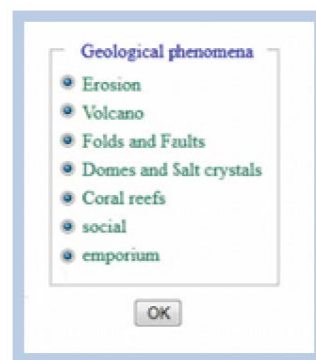 Geological phenomena
Erosion
Volcano
Folds and Faults
Domes and Salt crystals
Coral reefs
social
emporium
OK